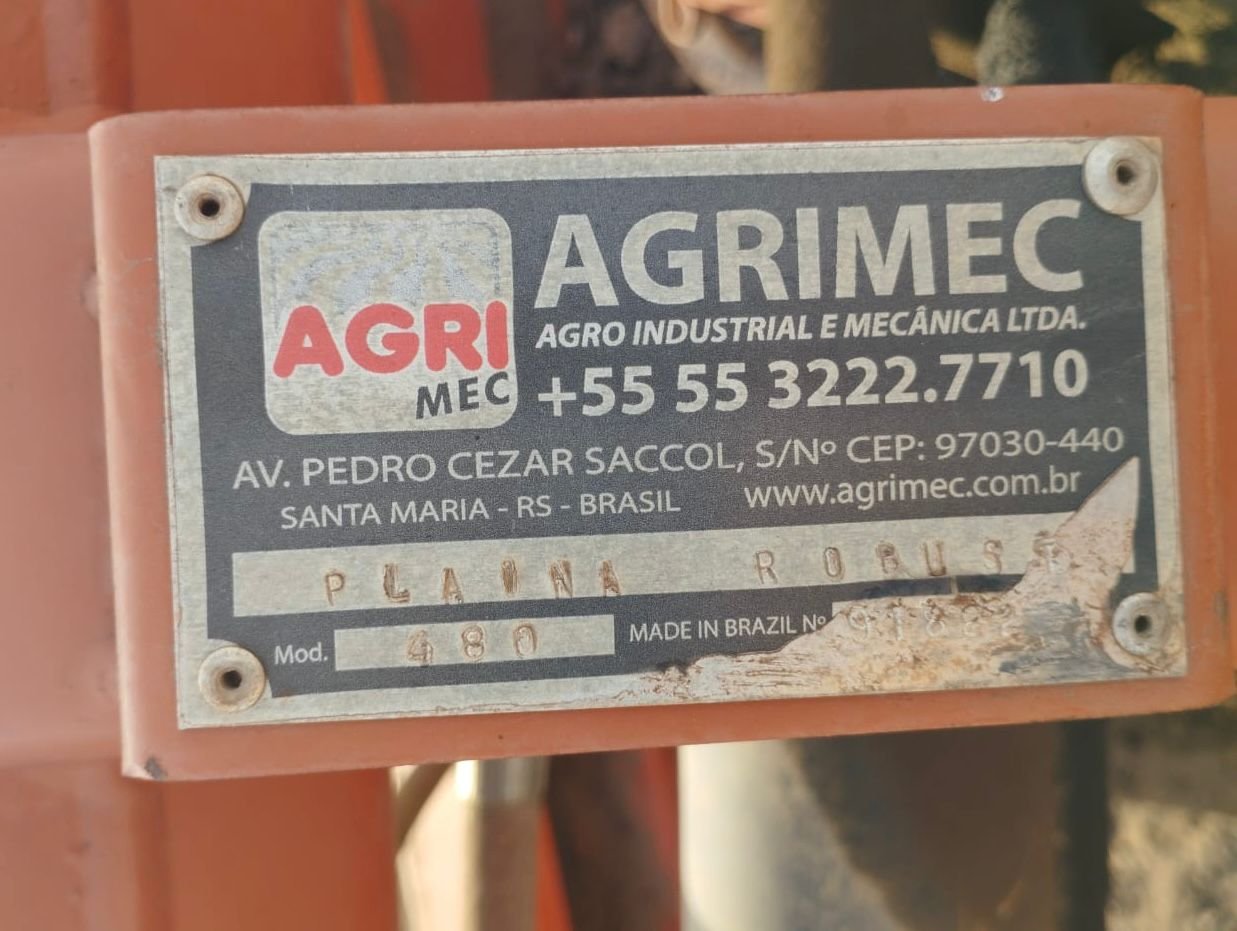 AGRI
MEC
AGRIMEC
AGRO INDUSTRIAL E MECÂNICA LTDA.
+55 55 3222.7710
AV. PEDRO CEZAR SACCOL, S/Nº CEP: 97030-440
SANTA MARIA - RS - BRASIL www.agrimec.com.br
PLAINA
Mod. 480 MADE IN BRAZIL Nº